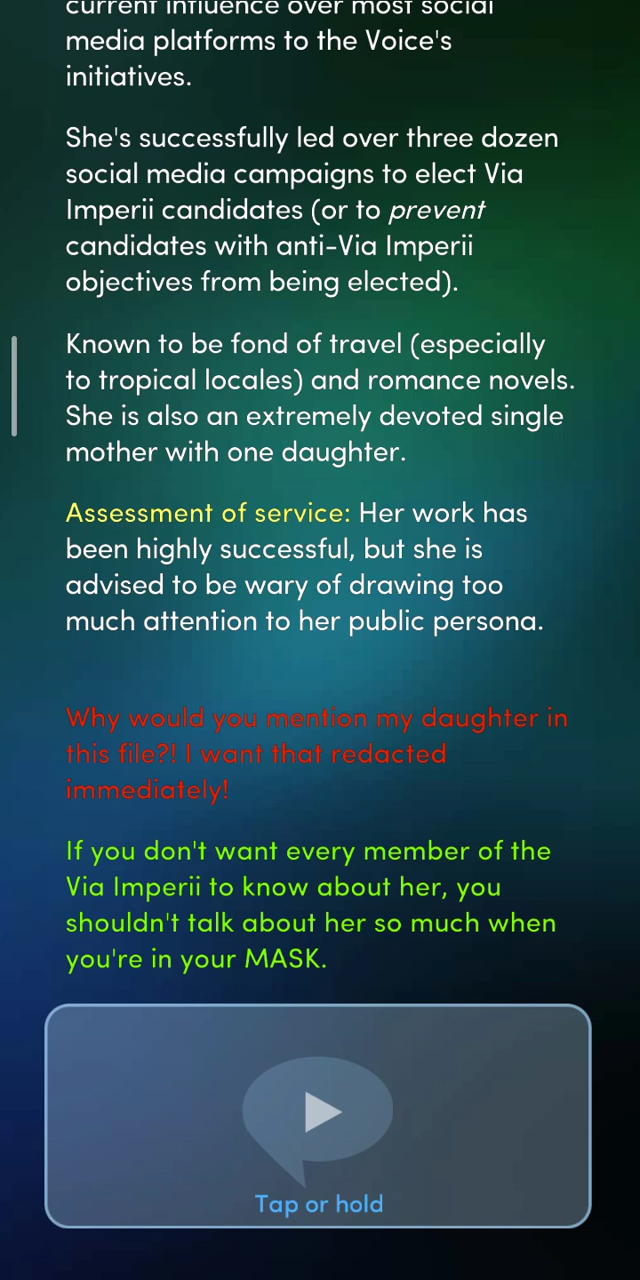 current influence over most social
media platforms to the Voice's
initiatives.
She's successfully led over three dozen
social media campaigns to elect Via
Imperii candidates (or to prevent
candidates with anti-Via Imperii
objectives from being elected).
Known to be fond of travel (especially
to tropical locales) and romance novels.
She is also an extremely devoted single
mother with one daughter.
Assessment of service: Her work has
been highly successful, but she is
advised to be wary of drawing too
much attention to her public persona.
Why would you mention my daughter in
this file?! I want that redacted
immediately!
If you don't want every member of the
Via Imperii to know about her, you
shouldn't talk about her so much when
you're in your MASK.
Tap or hold